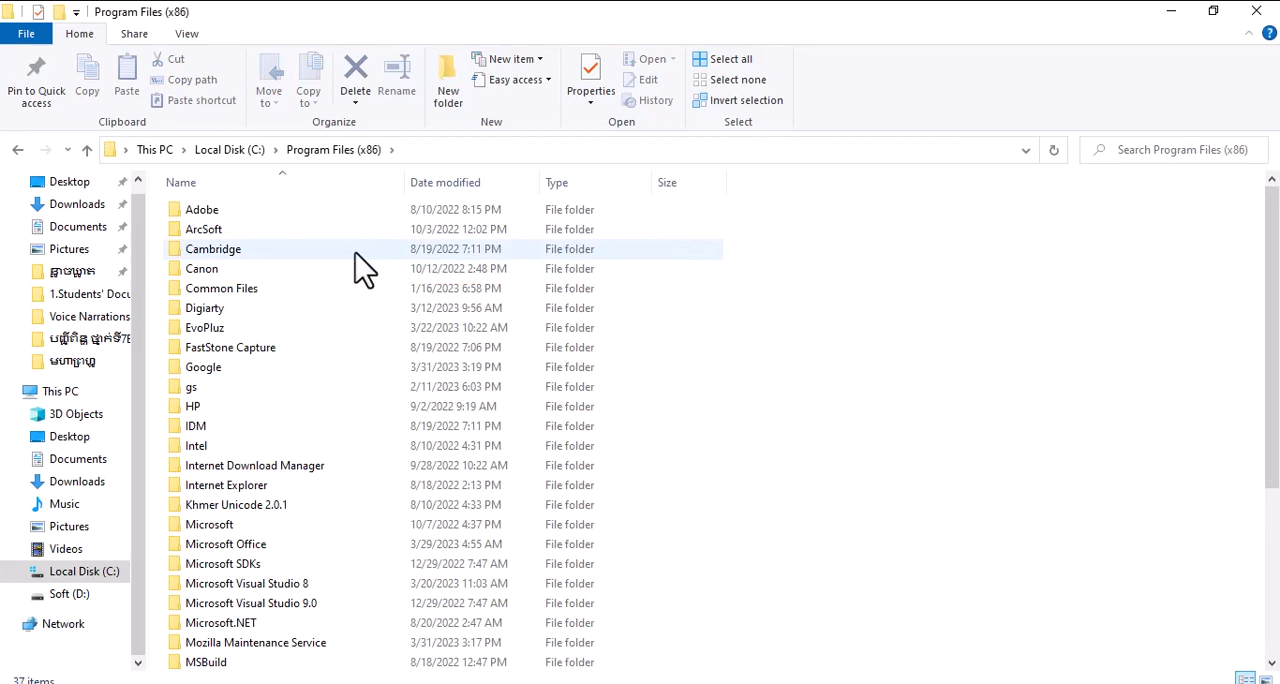 Program Files (x86)
File Home Share View
Pin to Quick access
Copy
Paste
Cut
Copy path
Paste shortcut
Clipboard
Move to
Copy to
Delete
Rename
Organize
New folder
New item
Easy access
New
Properties
Open
Edit
History
Open
Select all
Select none
Invert selection
Select
This PC > Local Disk (C:) > Program Files (x86) >
Search Program Files (x86)
Desktop
Downloads
Documents
Pictures
1.Students' Docu
Voice Narrations
This PC
3D Objects
Desktop
Documents
Downloads
Music
Pictures
Videos
Local Disk (C:)
Soft (D:)
Network
Name Date modified Type Size
Adobe 8/10/2022 8:15 PM File folder
ArcSoft 10/3/2022 12:02 PM File folder
Cambridge 8/19/2022 7:11 PM File folder
Canon 10/12/2022 2:48 PM File folder
Common Files 1/16/2023 6:58 PM File folder
Digiarty 3/12/2023 9:56 AM File folder
EvoPluz 3/22/2023 10:22 AM File folder
FastStone Capture 8/19/2022 7:06 PM File folder
Google 3/31/2023 3:19 PM File folder
gs 2/11/2023 6:03 PM File folder
HP 9/2/2022 9:19 AM File folder
IDM 8/19/2022 7:11 PM File folder
Intel 8/10/2022 4:31 PM File folder
Internet Download Manager 9/28/2022 10:22 AM File folder
Internet Explorer 8/18/2022 2:13 PM File folder
Khmer Unicode 2.0.1 8/10/2022 4:33 PM File folder
Microsoft 10/7/2022 4:37 PM File folder
Microsoft Office 3/29/2023 4:55 AM File folder
Microsoft SDKs 12/29/2022 7:47 AM File folder
Microsoft Visual Studio 8 3/20/2023 11:03 AM File folder
Microsoft Visual Studio 9.0 12/29/2022 7:47 AM File folder
Microsoft.NET 8/20/2022 2:47 AM File folder
Mozilla Maintenance Service 3/31/2023 3:17 PM File folder
MSBuild 8/18/2022 12:47 PM File folder
37 items